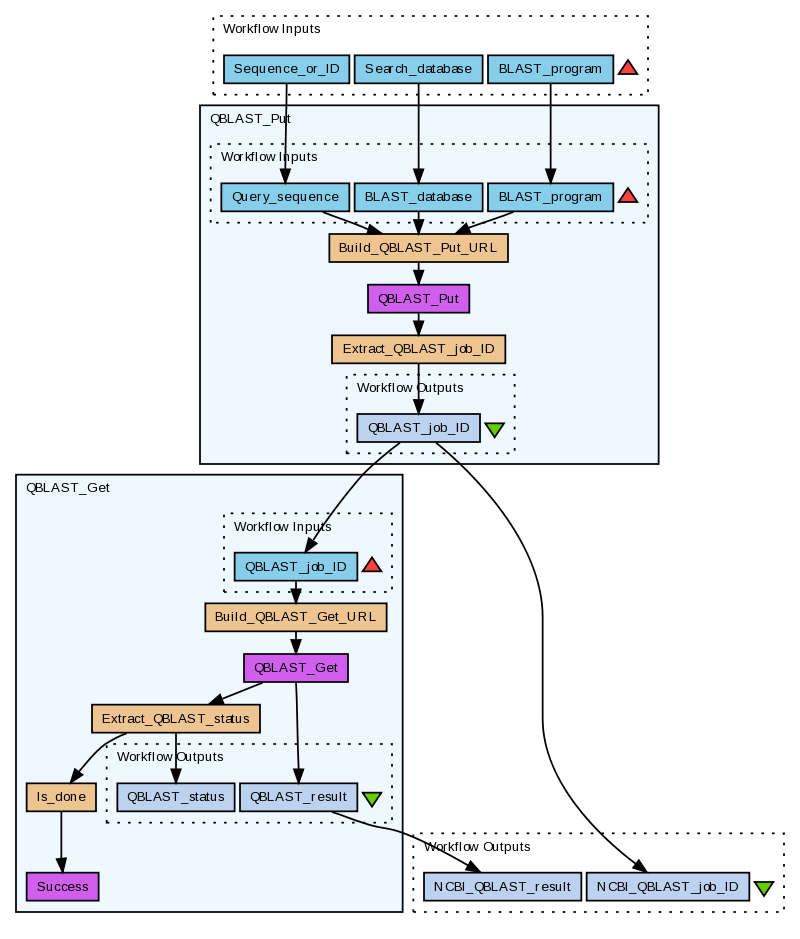 Workflow Inputs
Sequence_or_ID
Search_database
BLAST_program
QBLAST_Put
Workflow Inputs
Query_sequence
BLAST_database
BLAST_program
Build_QBLAST_Put_URL
QBLAST_Put
Extract_QBLAST_job_ID
Workflow Outputs
QBLAST_job_ID
QBLAST_Get
Workflow Inputs
QBLAST_job_ID
Build_QBLAST_Get_URL
QBLAST_Get
Extract_QBLAST_status
Workflow Outputs
Is_done
QBLAST_status
QBLAST_result
Success
Workflow Outputs
NCBI_QBLAST_result
NCBI_QBLAST_job_ID